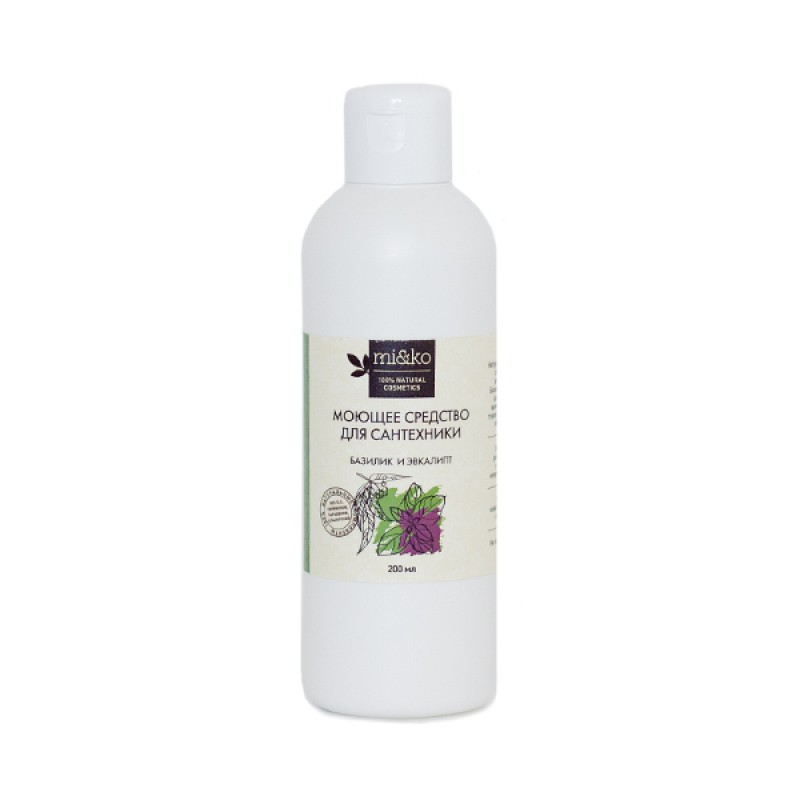 mi&ko
100% NATURAL
COSMETICS
МОЮЩЕЕ СРЕДСТВО
ДЛЯ САНТЕХНИКИ
БАЗИЛИК И ЭВКАЛИПТ
200 мл